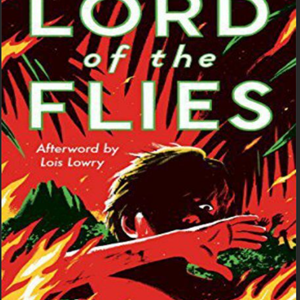 LORD
of the
FLIES
Afterword by
Lois Lowry